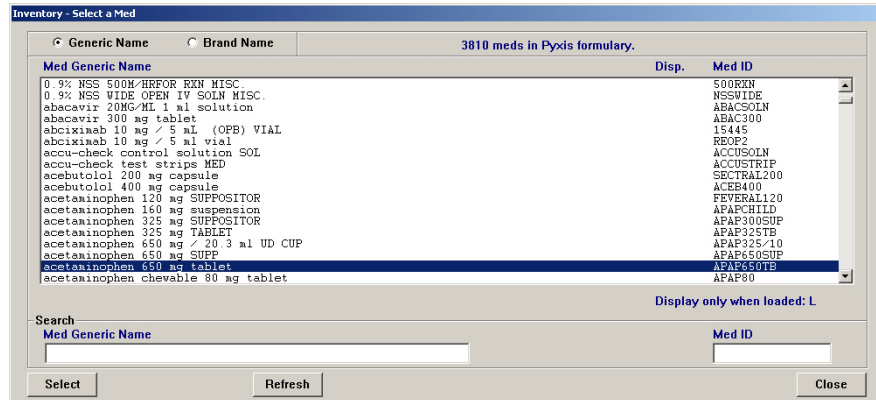 Inventory - Select a Med
Generic Name Brand Name 3810 meds in Pyxis formulary.
Med Generic Name Disp. Med ID
0.9% NSS 500M/HRFOR RXN MISC. 500RXN
0.9% NSS WIDE OPEN IV SOLN MISC. NSSWIDE
abacavir 20MG/ML 1 ml solution ABACSOLN
abacavir 300 mg tablet ABAC300
abciximab 10 mg / 5 mL (OPB) VIAL 15445
abciximab 10 mg / 5 ml vial REOP2
accu-check control solution SOL ACCUSOLN
accu-check test strips MED ACCUSTRIP
acebutolol 200 mg capsule SECTRAL200
acebutolol 400 mg capsule ACEB400
acetaminophen 120 mg SUPPOSITOR FEVERAL120
acetaminophen 160 mg suspension APAPCHILD
acetaminophen 325 mg SUPPOSITOR APAP300SUP
acetaminophen 325 mg TABLET APAP325TB
acetaminophen 650 mg / 20.3 ml UD CUP APAP325/10
acetaminophen 650 mg SUPP APAP650SUP
acetaminophen 650 mg tablet APAP650TB
acetaminophen chewable 80 mg tablet APAP80
Display only when loaded: L
Search
Med Generic Name Med ID
Select Refresh Close